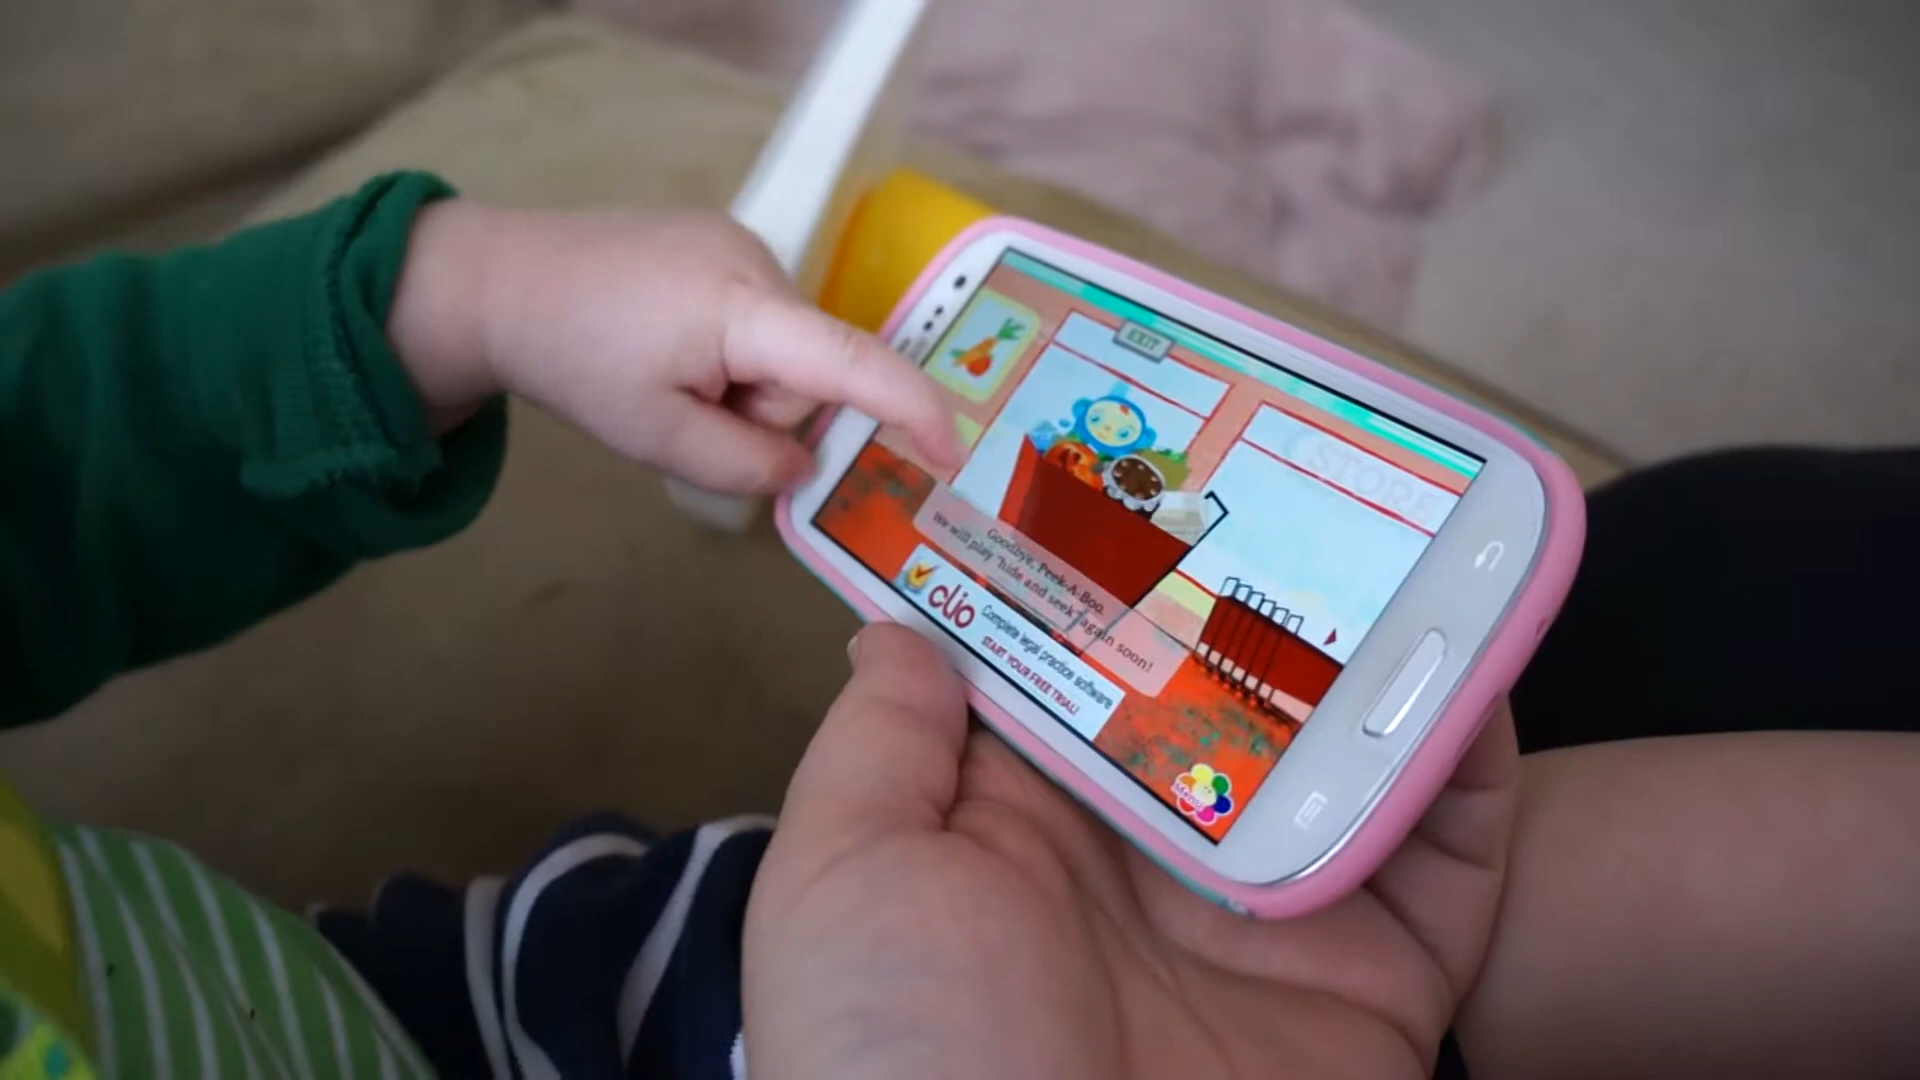 EXIT
STORE
Goodbye, Peek-A-Boo.
We will play "hide and seek" again soon!
clio
Complete legal practice software
START YOUR FREE TRIAL!
Menu